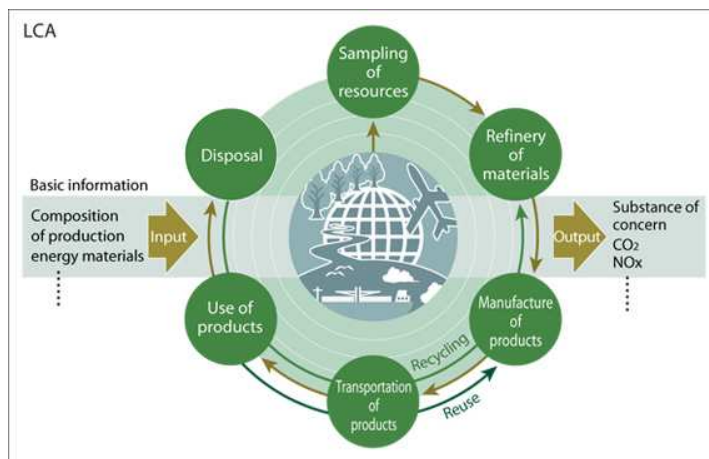 LCA
Sampling
of
resources
Refinery
of
materials
Disposal
Basic information
Composition
of production
energy materials
Input
Output
Substance of
concern
CO₂
NOx
Use of
products
Manufacture
of
products
Recycling
Transportation
of
products
Reuse